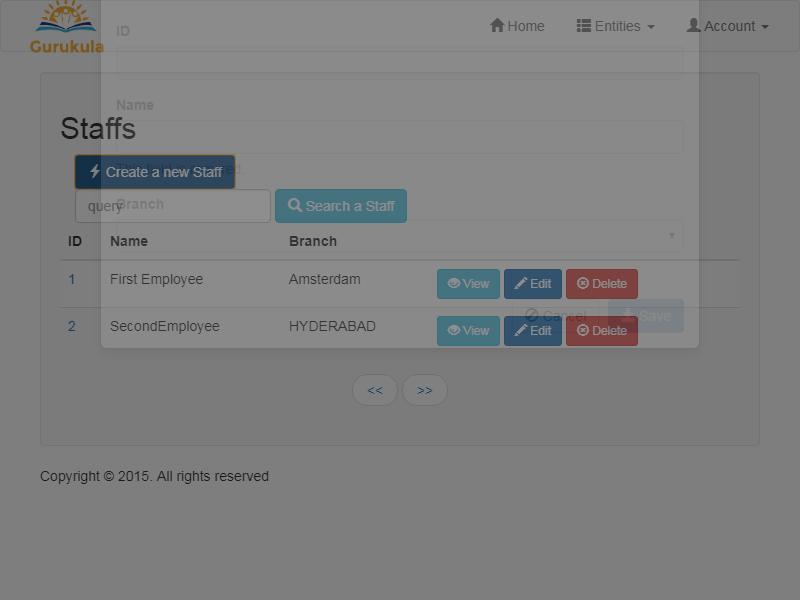 Gurukula
Home
Entities
Account
ID
Name
Staffs
Create a new Staff
Branch
query
Search a Staff
ID Name Branch
1 First Employee Amsterdam View Edit Delete
Cancel Save
2 SecondEmployee HYDERABAD View Edit Delete
<< >>
Copyright © 2015. All rights reserved